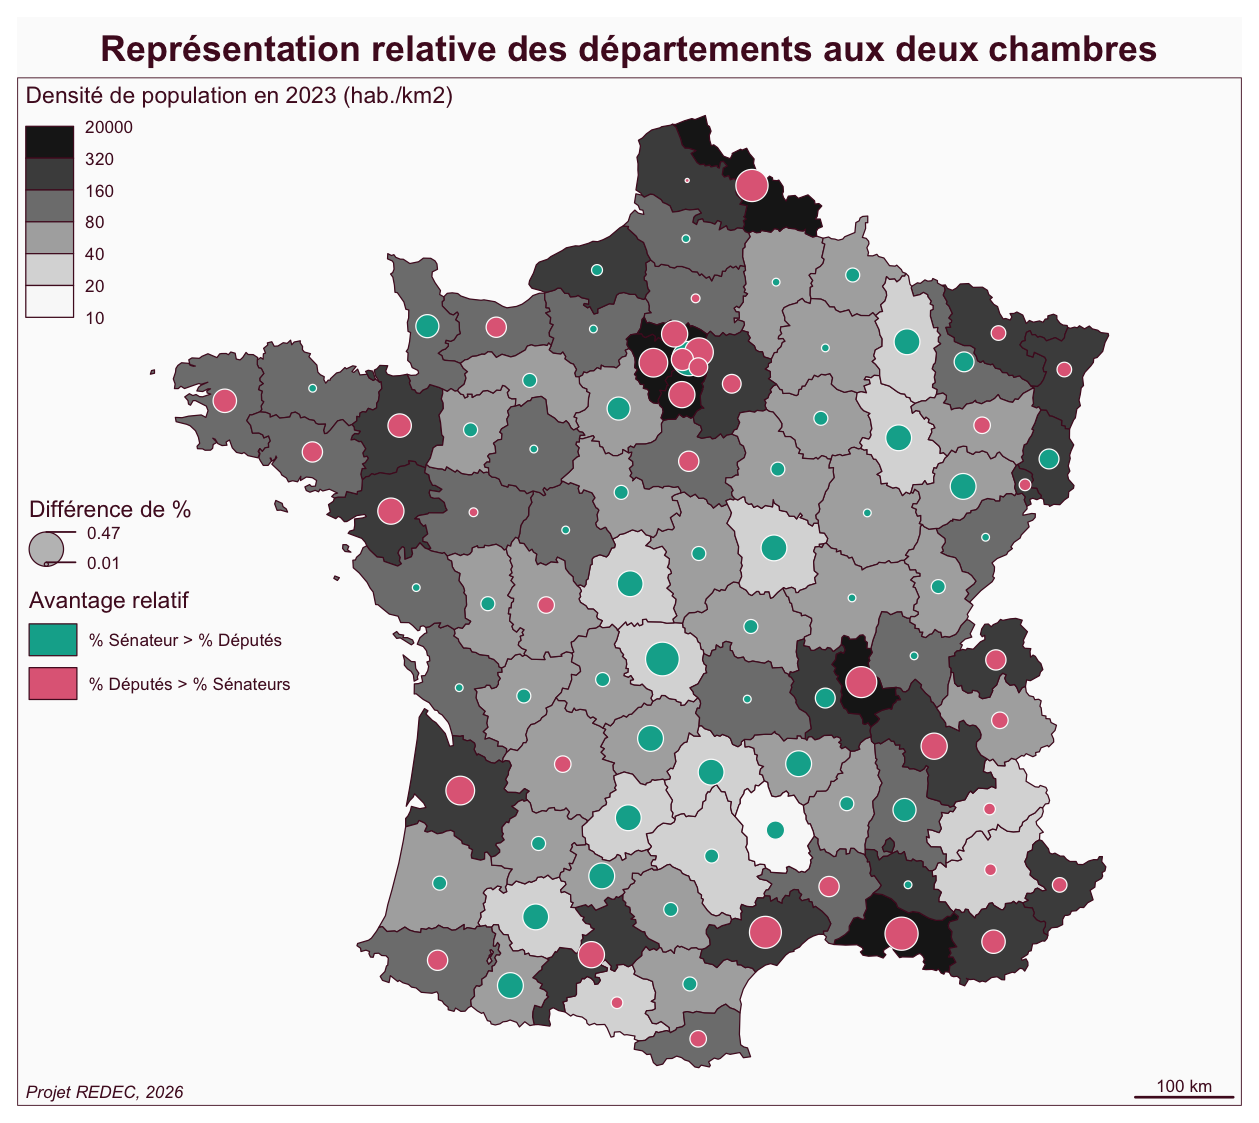 Représentation relative des départements aux deux chambres
Densité de population en 2023 (hab./km2)
20000
320
160
80
40
20
10
Différence de %
0.47
0.01
Avantage relatif
% Sénateur > % Députés
% Députés > % Sénateurs
Projet REDEC, 2026
100 km